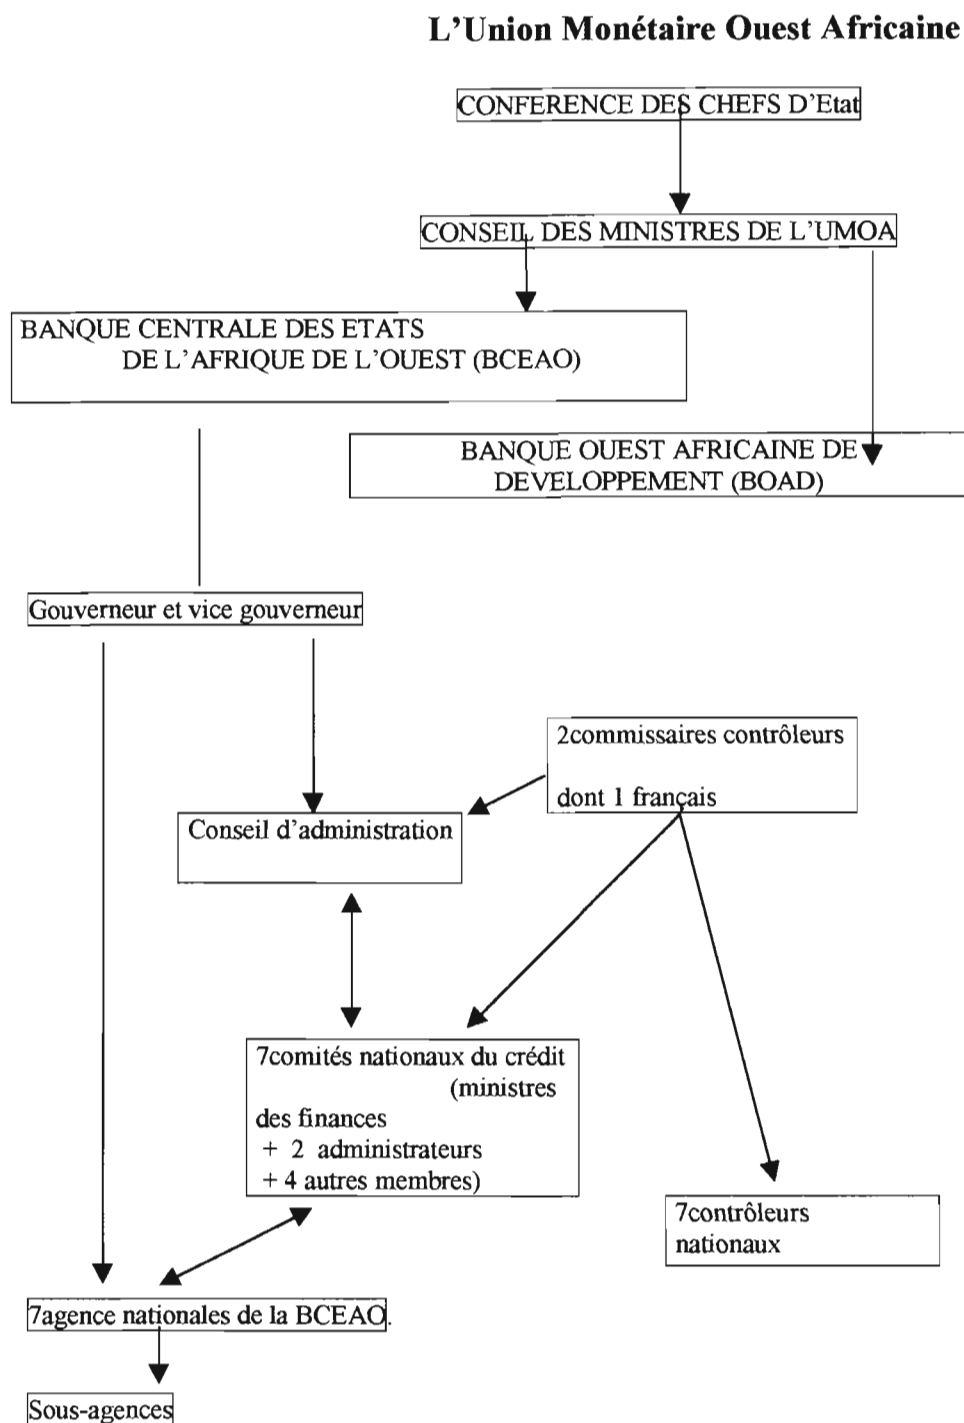 L'Union Monétaire Ouest Africaine
CONFERENCE DES CHEFS D'Etat
CONSEIL DES MINISTRES DE L'UMOA
BANQUE CENTRALE DES ETATS
DE L'AFRIQUE DE L'OUEST (BCEAO)
BANQUE OUEST AFRICAINE DE
DEVELOPPEMENT (BOAD)
Gouverneur et vice gouverneur
2commissaires contrôleurs
dont 1 français
Conseil d'administration
7comités nationaux du crédit
(ministres
des finances
+ 2 administrateurs
+ 4 autres membres)
7contrôleurs
nationaux
7agence nationales de la BCEAO.
Sous-agences